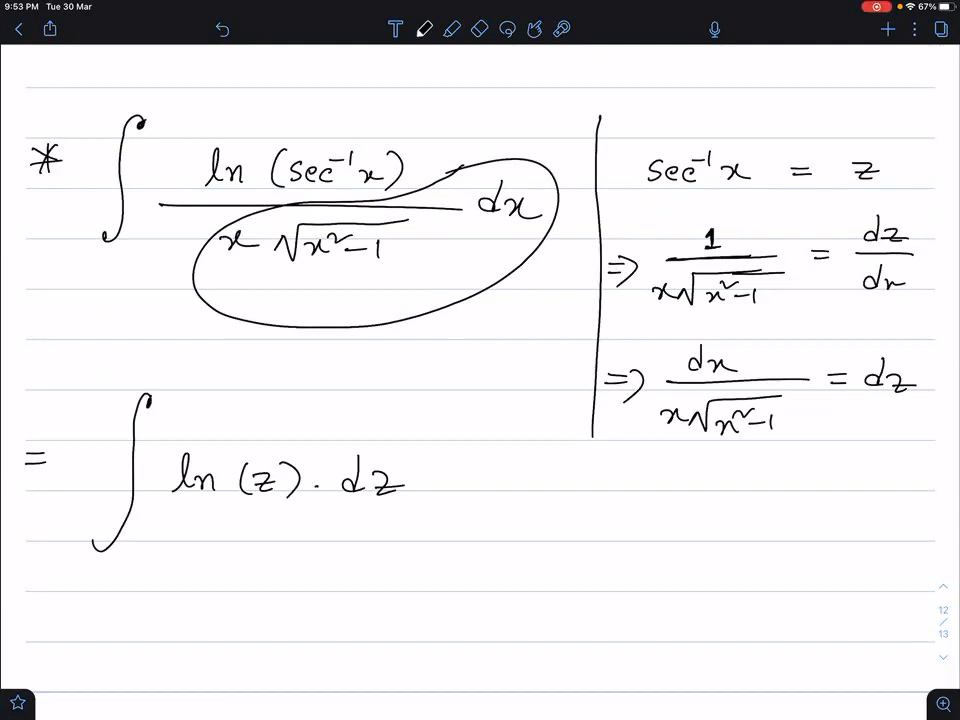 9:53 PM Tue 30 Mar
67%
* ∫ ln (sec⁻¹x) / x √x²-1 dx
= ∫ ln (z) . dz
sec⁻¹x = z
⇒ 1 / x√x²-1 = dz / dx
⇒ dx / x√x²-1 = dz
12
/
13